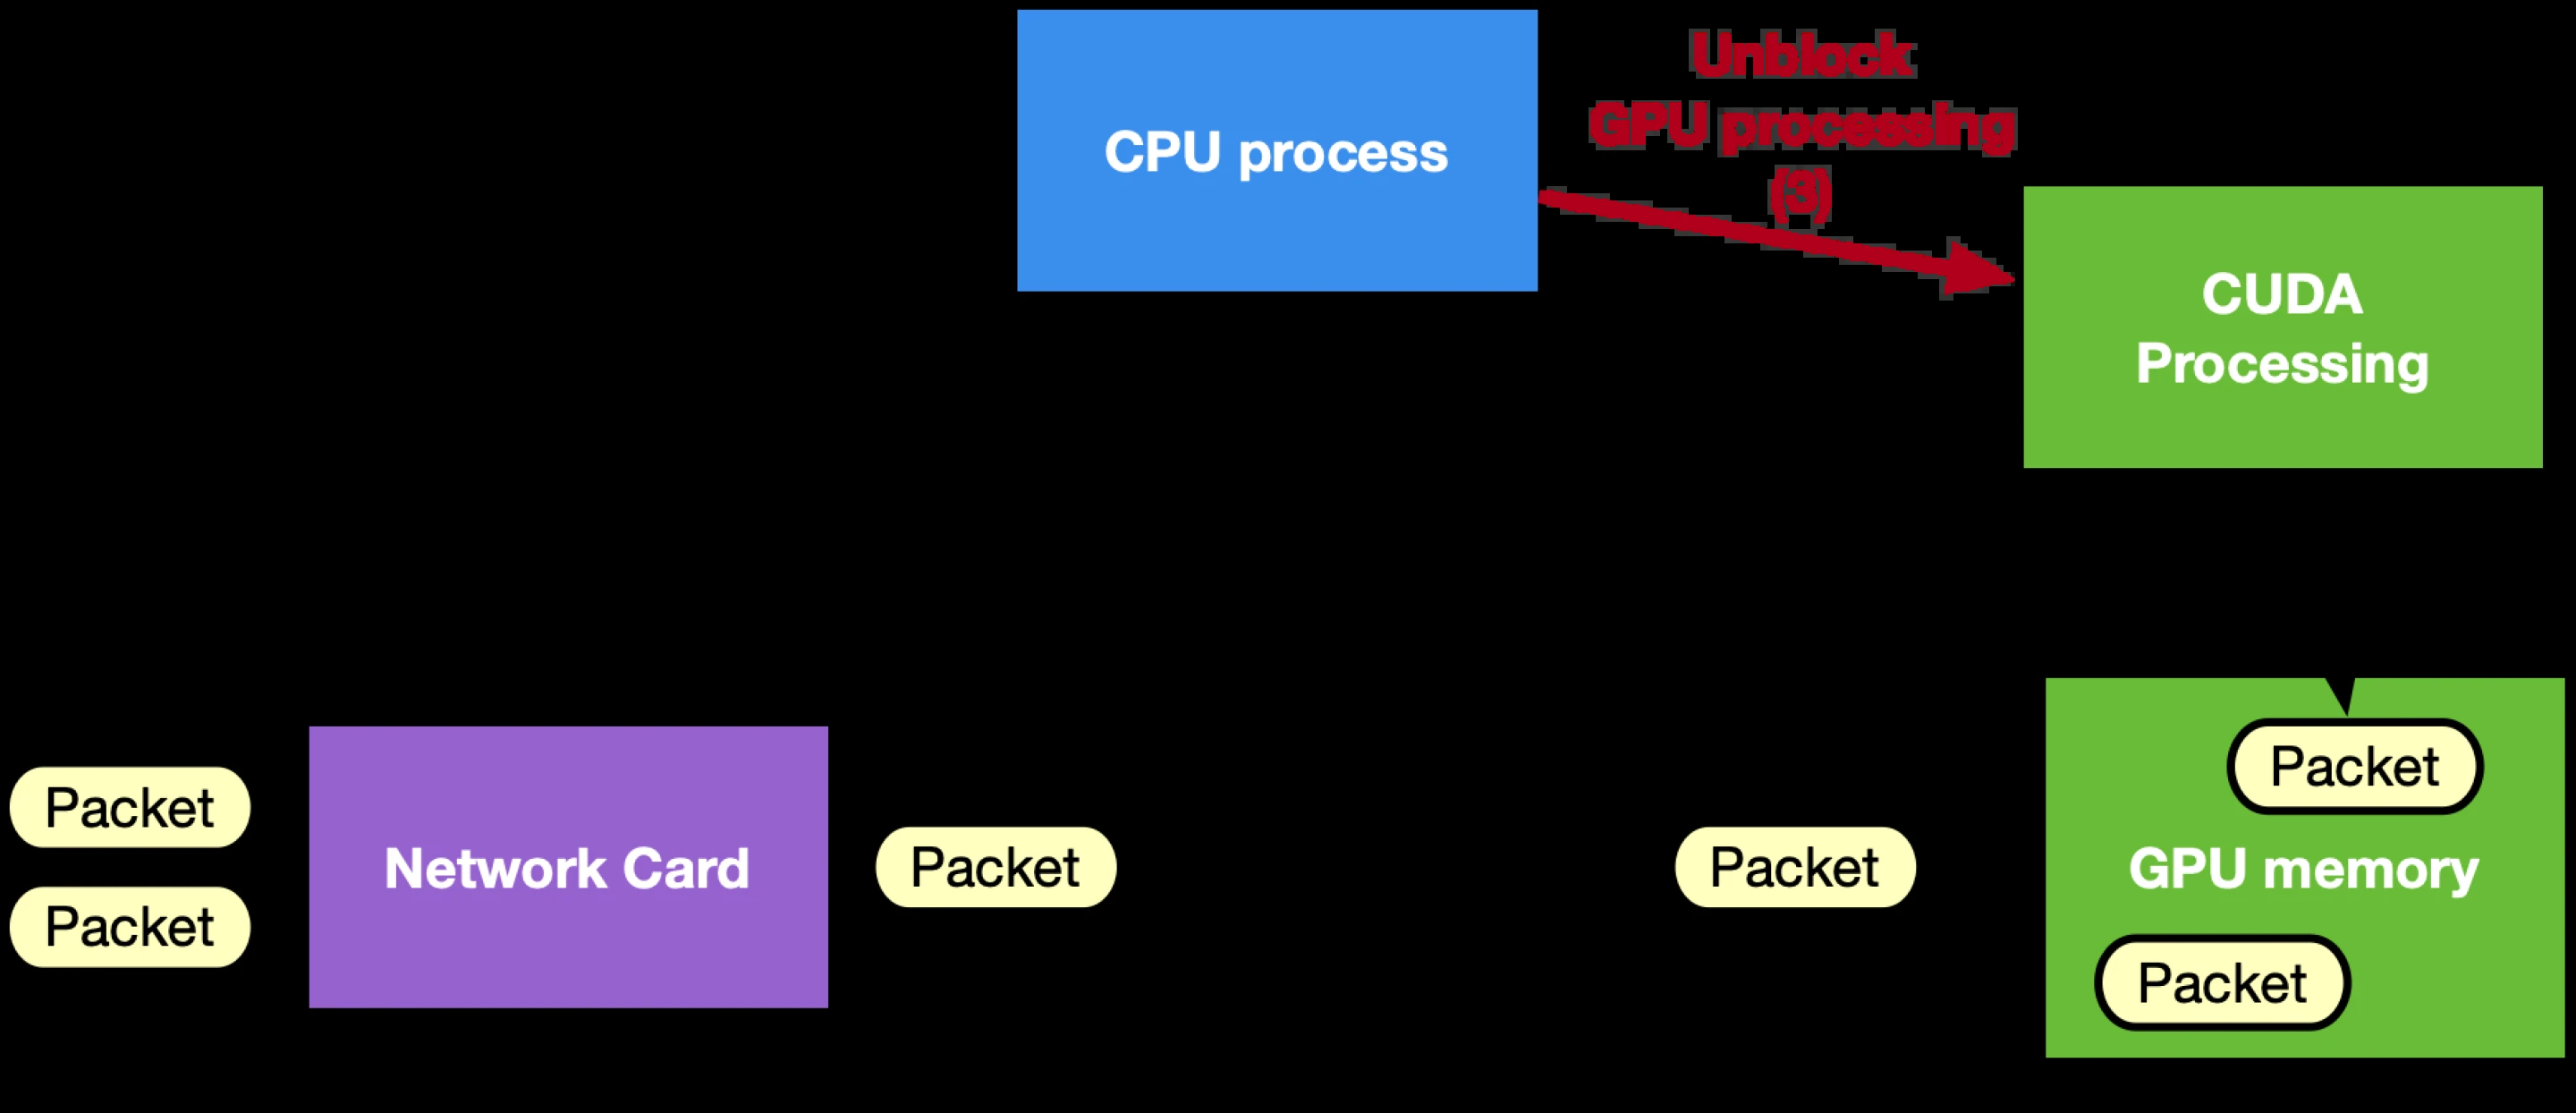 CPU process
Unblock
GPU processing
(3)
CUDA
Processing
Packet
Packet
Network Card
Packet
Packet
Packet
GPU memory
Packet